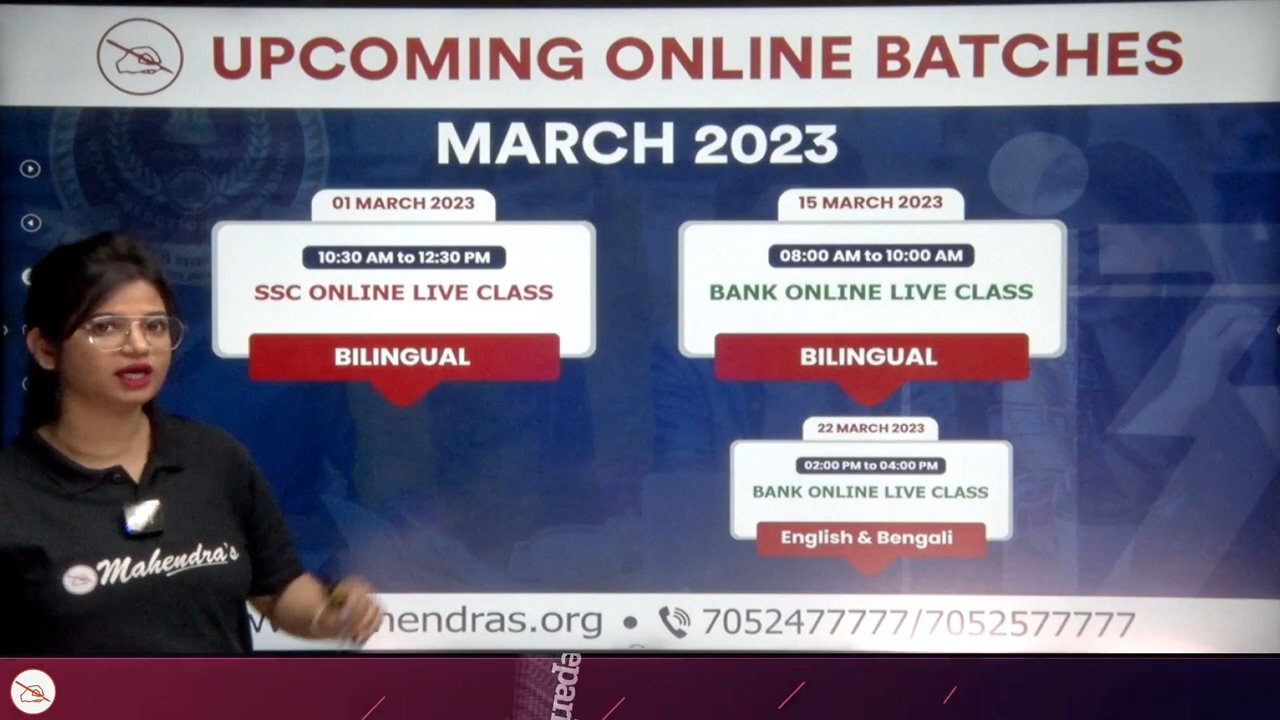 UPCOMING ONLINE BATCHES
MARCH 2023
01 MARCH 2023
10:30 AM to 12:30 PM
SSC ONLINE LIVE CLASS
BILINGUAL
15 MARCH 2023
08:00 AM to 10:00 AM
BANK ONLINE LIVE CLASS
BILINGUAL
22 MARCH 2023
02:00 PM to 04:00 PM
BANK ONLINE LIVE CLASS
English & Bengali
Mahendra's
hendras.org • 7052477777/7052577777
epar